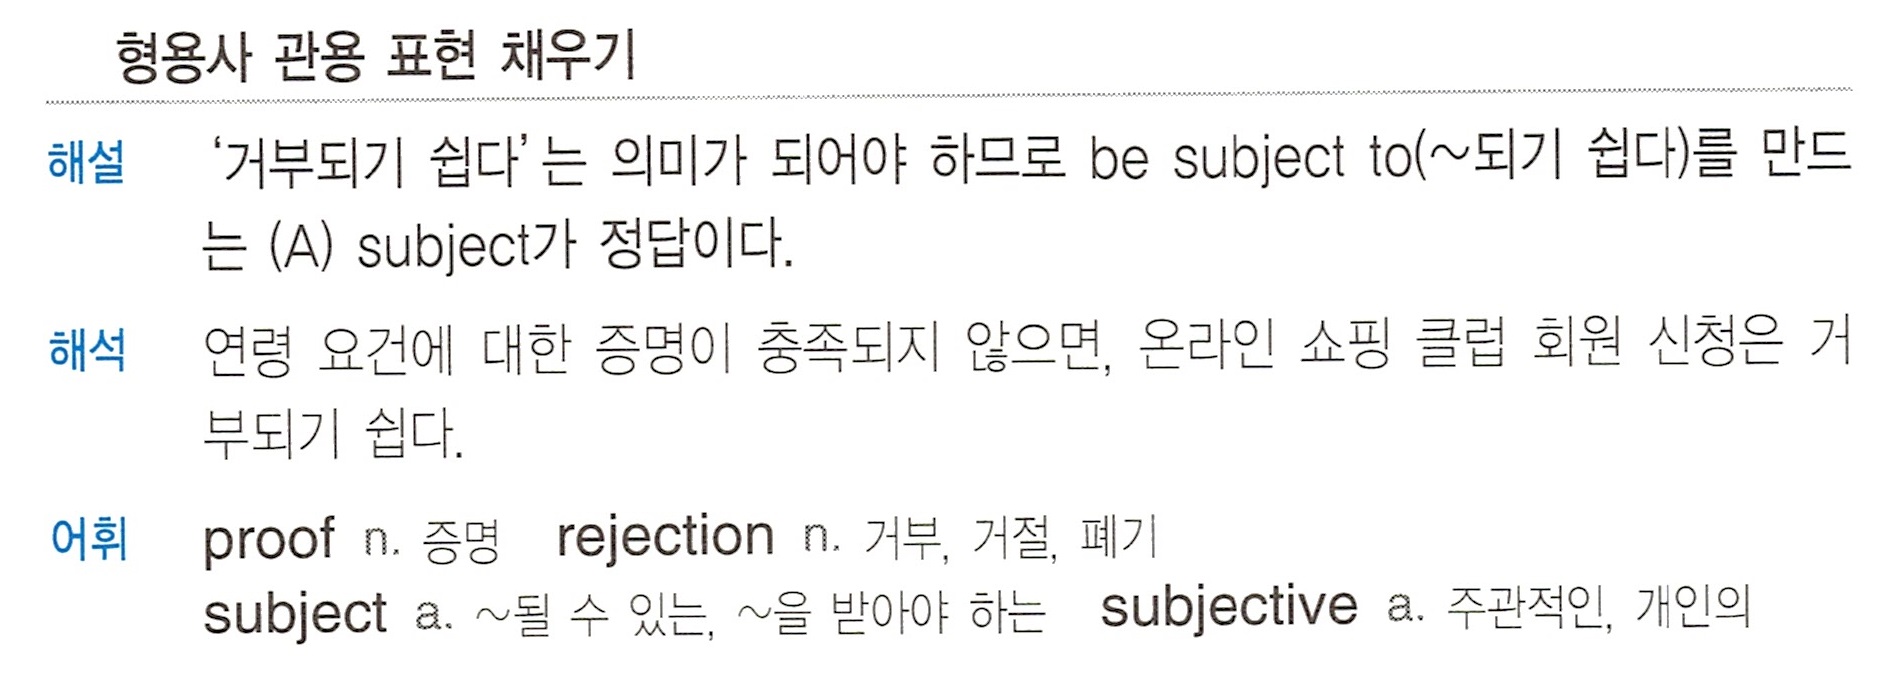 형용사 관용 표현 채우기
해설 '거부되기 쉽다'는 의미가 되어야 하므로 be subject to(~되기 쉽다)를 만드
는 (A) subject가 정답이다.
해석 연령 요건에 대한 증명이 충족되지 않으면, 온라인 쇼핑 클럽 회원 신청은 거
부되기 쉽다.
어휘 proof n. 증명 rejection n. 거부, 거절, 폐기
subject a. ~될 수 있는, ~을 받아야 하는 subjective a. 주관적인, 개인의